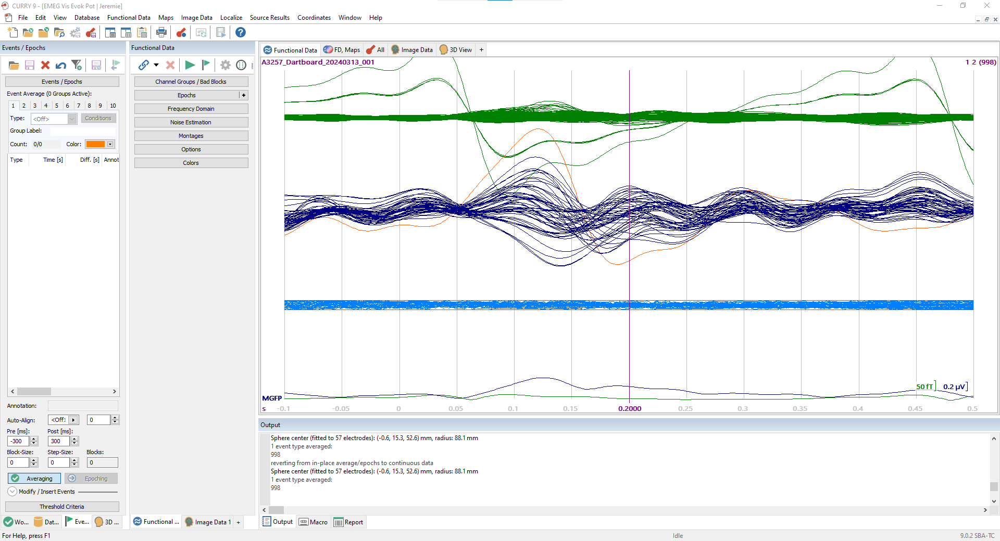 CURRY 9 - [EMEG Vis Evok Pot | Jeremie]
File Edit View Database Functional Data Maps Image Data Localize Source Results Coordinates Window Help
Events / Epochs
Events / Epochs
Event Average (0 Groups Active):
1 2 3 4 5 6 7 8 9 10
Type: <Off> Conditions
Group Label:
Count: 0/0 Color:
Type Time [s] Diff. [s] Annot
Annotation:
Auto-Align: <Off> 0
Pre [ms]: Post [ms]:
-300 300
Block-Size: Step-Size: Blocks:
0 0 0
Averaging Epoching
Modify / Insert Events
Threshold Criteria
Wo... Dat... Eve... 3D ...
Functional Data
Channel Groups / Bad Blocks
Epochs +
Frequency Domain
Noise Estimation
Montages
Options
Colors
Functional ... Image Data 1 +
Functional Data FD, Maps All Image Data 3D View +
A3257_Dartboard_20240313_001 1 2 (998)
50 fT 0.2 µV
MGFP
s -0.1 -0.05 0 0.05 0.1 0.15 0.2000 0.25 0.3 0.35 0.4 0.45 0.5
Output
Sphere center (fitted to 57 electrodes): (-0.6, 15.3, 52.6) mm, radius: 88.1 mm
1 event type averaged:
998
reverting from in-place average/epochs to continuous data
Sphere center (fitted to 57 electrodes): (-0.6, 15.3, 52.6) mm, radius: 88.1 mm
1 event type averaged:
998
Output Macro Report
For Help, press F1 Idle 9.0.2 SBA-TC